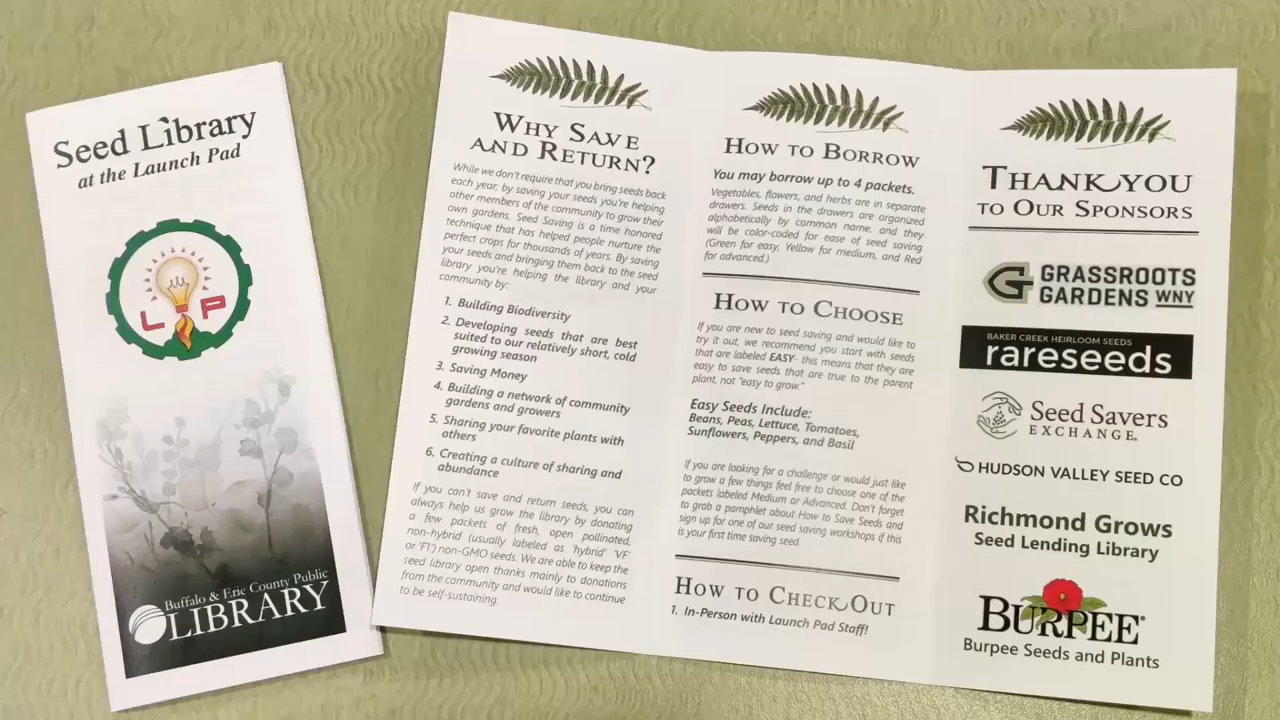 Seed Library
at the Launch Pad
L P
Buffalo & Erie County Public
LIBRARY
WHY SAVE
AND RETURN?
While we don't require that you bring seeds back
each year, by saving your seeds you're helping
other members of the community to grow their
own gardens. Seed Saving is a time honored
technique that has helped people nurture the
perfect crops for thousands of years. By saving
your seeds and bringing them back to the seed
library you're helping the library and your
community by:
1. Building Biodiversity
2. Developing seeds that are best
suited to our relatively short, cold
growing season
3. Saving Money
4. Building a network of community
gardens and growers
5. Sharing your favorite plants with
others
6. Creating a culture of sharing and
abundance
If you can't save and return seeds, you can
always help us grow the library by donating
a few packets of fresh, open pollinated,
non-hybrid (usually labeled as 'hybrid' 'VF'
or 'F1') non-GMO seeds. We are able to keep the
seed library open thanks mainly to donations
from the community and would like to continue
to be self-sustaining.
HOW TO BORROW
You may borrow up to 4 packets.
Vegetables, flowers, and herbs are in separate
drawers. Seeds in the drawers are organized
alphabetically by common name, and they
will be color-coded for ease of seed saving
(Green for easy, Yellow for medium, and Red
for advanced.)
HOW TO CHOOSE
If you are new to seed saving and would like to
try it out, we recommend you start with seeds
that are labeled EASY- this means that they are
easy to save seeds that are true to the parent
plant, not "easy to grow."
Easy Seeds Include:
Beans, Peas, Lettuce, Tomatoes,
Sunflowers, Peppers, and Basil
If you are looking for a challenge or would just like
to grow a few things feel free to choose one of the
packets labeled Medium or Advanced. Don't forget
to grab a pamphlet about How to Save Seeds and
sign up for one of our seed saving workshops if this
is your first time saving seed.
HOW TO CHECK OUT
1. In-Person with Launch Pad Staff!
THANK YOU
TO OUR SPONSORS
GRASSROOTS
GARDENS WNY
BAKER CREEK HEIRLOOM SEEDS
rareseeds
Seed Savers
EXCHANGE
HUDSON VALLEY SEED CO
Richmond Grows
Seed Lending Library
BURPEE®
Burpee Seeds and Plants